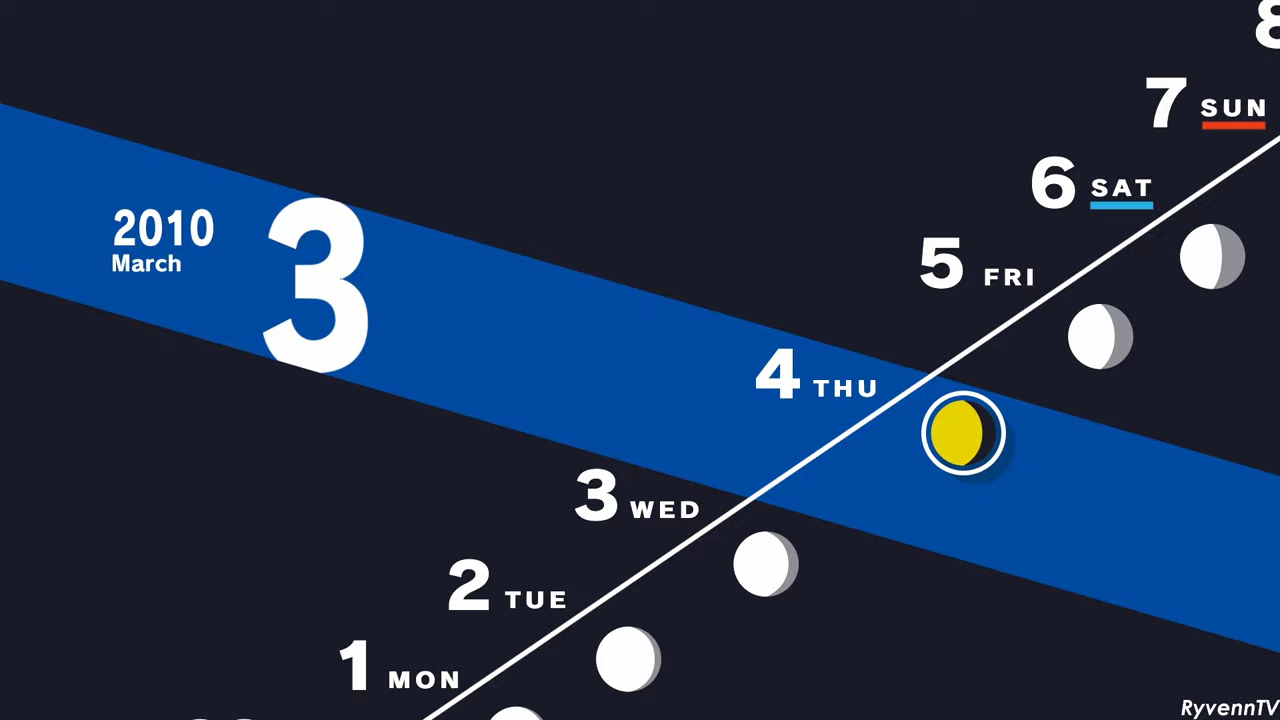 8
7 SUN
6 SAT
2010
March
3
5 FRI
4 THU
3 WED
2 TUE
1 MON
RyvennTV